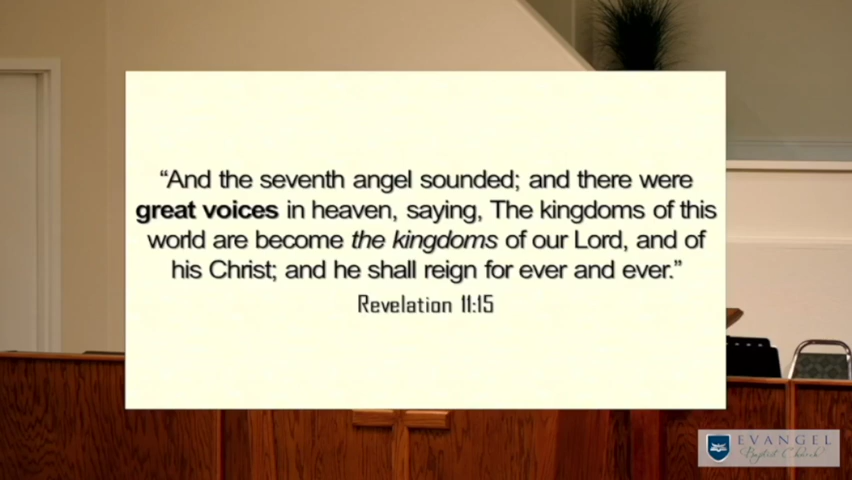 “And the seventh angel sounded; and there were
great voices in heaven, saying, The kingdoms of this
world are become the kingdoms of our Lord, and of
his Christ; and he shall reign for ever and ever.”
Revelation 11:15
EVANGEL
Baptist Church